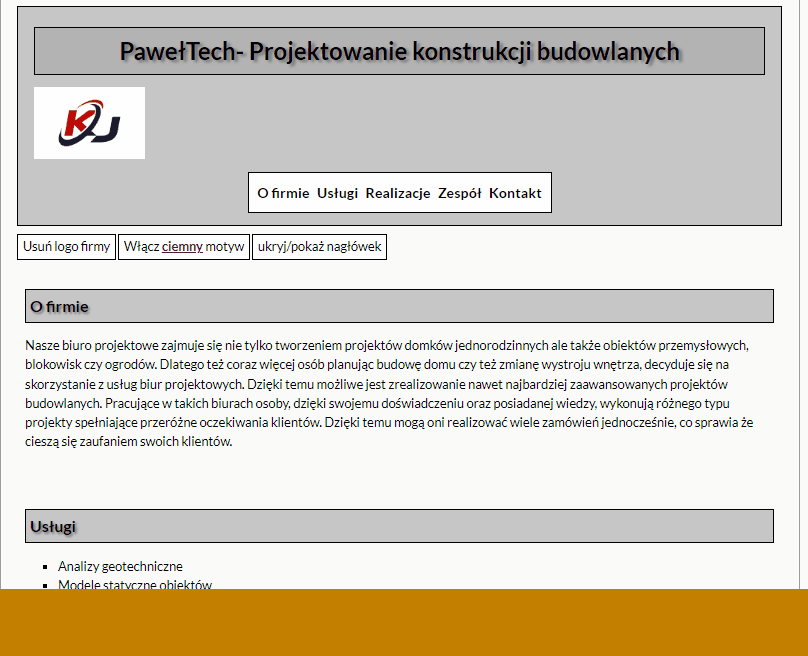 PawełTech- Projektowanie konstrukcji budowlanych
KJ
O firmie Usługi Realizacje Zespół Kontakt
Usuń logo firmy Włącz ciemny motyw ukryj/pokaż nagłówek
O firmie
Nasze biuro projektowe zajmuje się nie tylko tworzeniem projektów domków jednorodzinnych ale także obiektów przemysłowych,
blokowisk czy ogrodów. Dlatego też coraz więcej osób planując budowę domu czy też zmianę wystroju wnętrza, decyduje się na
skorzystanie z usług biur projektowych. Dzięki temu możliwe jest zrealizowanie nawet najbardziej zaawansowanych projektów
budowlanych. Pracujące w takich biurach osoby, dzięki swojemu doświadczeniu oraz posiadanej wiedzy, wykonują różnego typu
projekty spełniające przeróżne oczekiwania klientów. Dzięki temu mogą oni realizować wiele zamówień jednocześnie, co sprawia że
cieszą się zaufaniem swoich klientów.
Usługi
Analizy geotechniczne
Modele statyczne obiektów